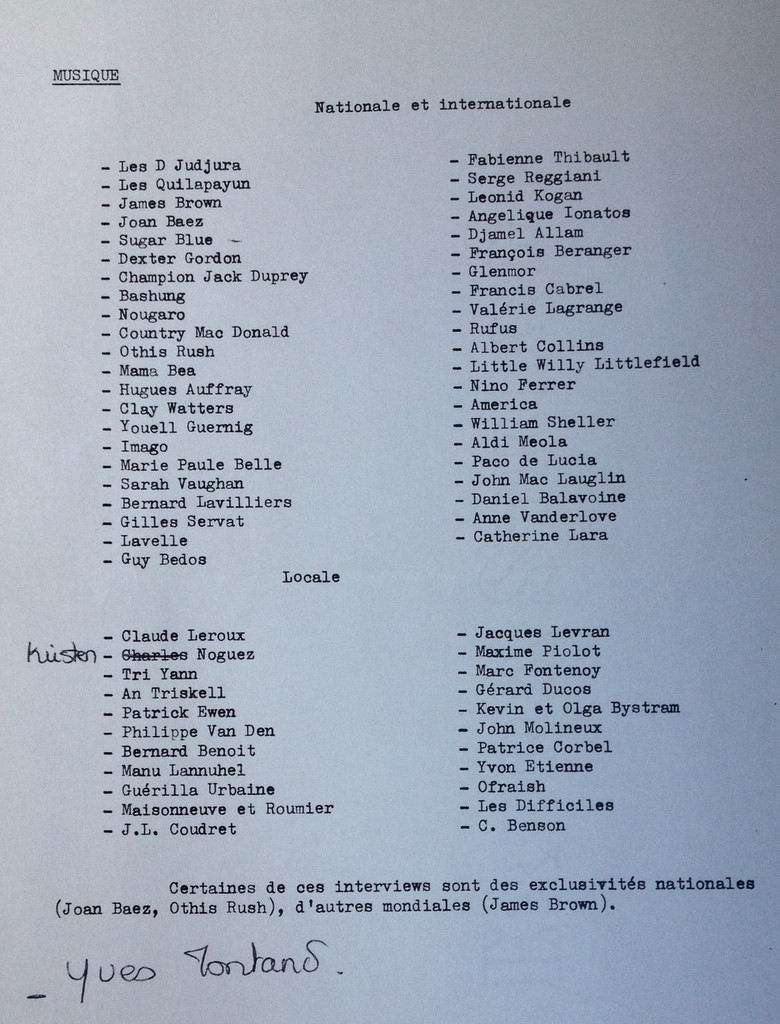 MUSIQUE
Nationale et internationale
- Les D Judjura
- Les Quilapayun
- James Brown
- Joan Baez
- Sugar Blue -
- Dexter Gordon
- Champion Jack Duprey
- Bashung
- Nougaro
- Country Mac Donald
- Othis Rush
- Mama Bea
- Hugues Auffray
- Clay Watters
- Youell Guernig
- Imago
- Marie Paule Belle
- Sarah Vaughan
- Bernard Lavilliers
- Gilles Servat
- Lavelle
- Guy Bedos
- Fabienne Thibault
- Serge Reggiani
- Leonid Kogan
- Angelique Ionatos
- Djamel Allam
- François Beranger
- Glenmor
- Francis Cabrel
- Valérie Lagrange
- Rufus
- Albert Collins
- Little Willy Littlefield
- Nino Ferrer
- America
- William Sheller
- Aldi Meola
- Paco de Lucia
- John Mac Lauglin
- Daniel Balavoine
- Anne Vanderlove
- Catherine Lara
Locale
- Claude Leroux
- Charles Noguez
- Tri Yann
- An Triskell
- Patrick Ewen
- Philippe Van Den
- Bernard Benoit
- Manu Lannuhel
- Guérilla Urbaine
- Maisonneuve et Roumier
- J.L. Coudret
- Jacques Levran
- Maxime Piolot
- Marc Fontenoy
- Gérard Ducos
- Kevin et Olga Bystram
- John Molineux
- Patrice Corbel
- Yvon Etienne
- Ofraish
- Les Difficiles
- C. Benson
Certaines de ces interviews sont des exclusivités nationales
(Joan Baez, Othis Rush), d'autres mondiales (James Brown).
- Yves Montand.